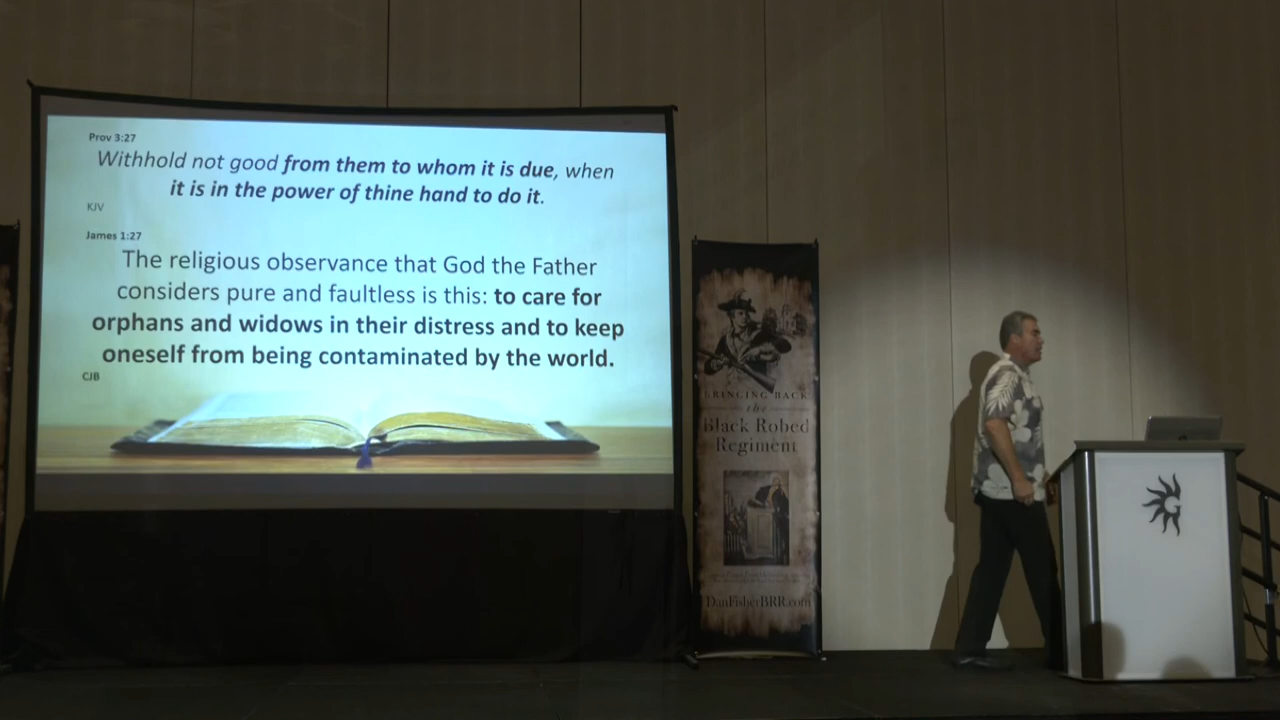 Prov 3:27
Withhold not good from them to whom it is due, when
it is in the power of thine hand to do it.
KJV
James 1:27
The religious observance that God the Father
considers pure and faultless is this: to care for
orphans and widows in their distress and to keep
oneself from being contaminated by the world.
CJB
BRINGING BACK
the
Black Robed
Regiment
DanFisherBRR.com